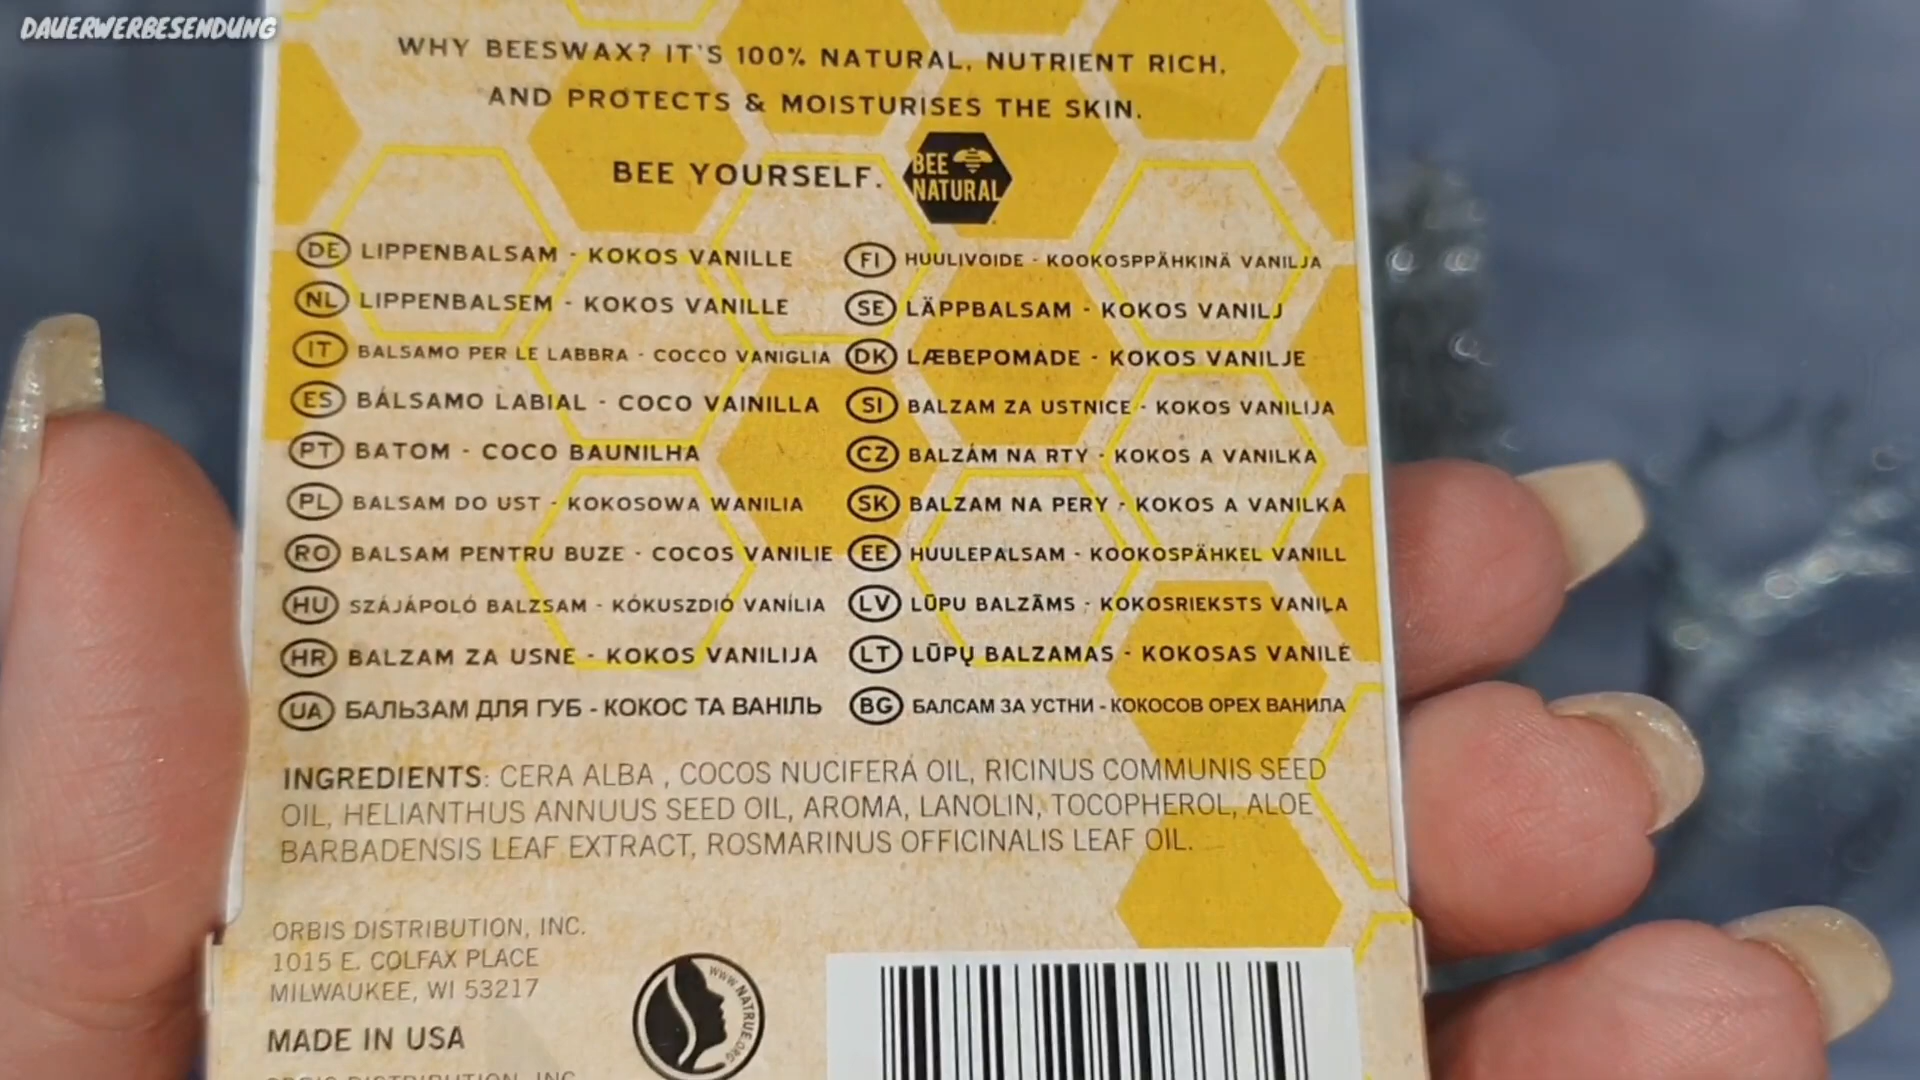 DAUERWERBESENDUNG
WHY BEESWAX? IT'S 100% NATURAL, NUTRIENT RICH,
AND PROTECTS & MOISTURISES THE SKIN.
BEE YOURSELF.
BEE
NATURAL
DE LIPPENBALSAM - KOKOS VANILLE
NL LIPPENBALSEM - KOKOS VANILLE
IT BALSAMO PER LE LABBRA - COCCO VANIGLIA
ES BÁLSAMO LABIAL - COCO VAINILLA
PT BATOM - COCO BAUNILHA
PL BALSAM DO UST - KOKOSOWA WANILIA
RO BALSAM PENTRU BUZE - COCOS VANILIE
HU SZÁJÁPOLÓ BALZSAM - KÓKUSZDIÓ VANÍLIA
HR BALZAM ZA USNE - KOKOS VANILIJA
UA БАЛЬЗАМ ДЛЯ ГУБ - КОКОС ТА ВАНІЛЬ
FI HUULIVOIDE - KOOKOSPPÄHKINÄ VANILJA
SE LÄPPBALSAM - KOKOS VANILJ
DK LÆBEPOMADE - KOKOS VANILJE
SI BALZAM ZA USTNICE - KOKOS VANILIJA
CZ BALZÁM NA RTY - KOKOS A VANILKA
SK BALZAM NA PERY - KOKOS A VANILKA
EE HUULEPALSAM - KOOKOSPÄHKEL VANILL
LV LŪPU BALZĀMS - KOKOSRIEKSTS VANIĻA
LT LŪPŲ BALZAMAS - KOKOSAS VANILĖ
BG БАЛСАМ ЗА УСТНИ - КОКОСОВ ОРЕХ ВАНИЛА
INGREDIENTS: CERA ALBA , COCOS NUCIFERA OIL, RICINUS COMMUNIS SEED
OIL, HELIANTHUS ANNUUS SEED OIL, AROMA, LANOLIN, TOCOPHEROL, ALOE
BARBADENSIS LEAF EXTRACT, ROSMARINUS OFFICINALIS LEAF OIL.
ORBIS DISTRIBUTION, INC.
1015 E. COLFAX PLACE
MILWAUKEE, WI 53217
MADE IN USA
ORBIS DISTRIBUTION, INC.
WWW.NATRUE.ORG